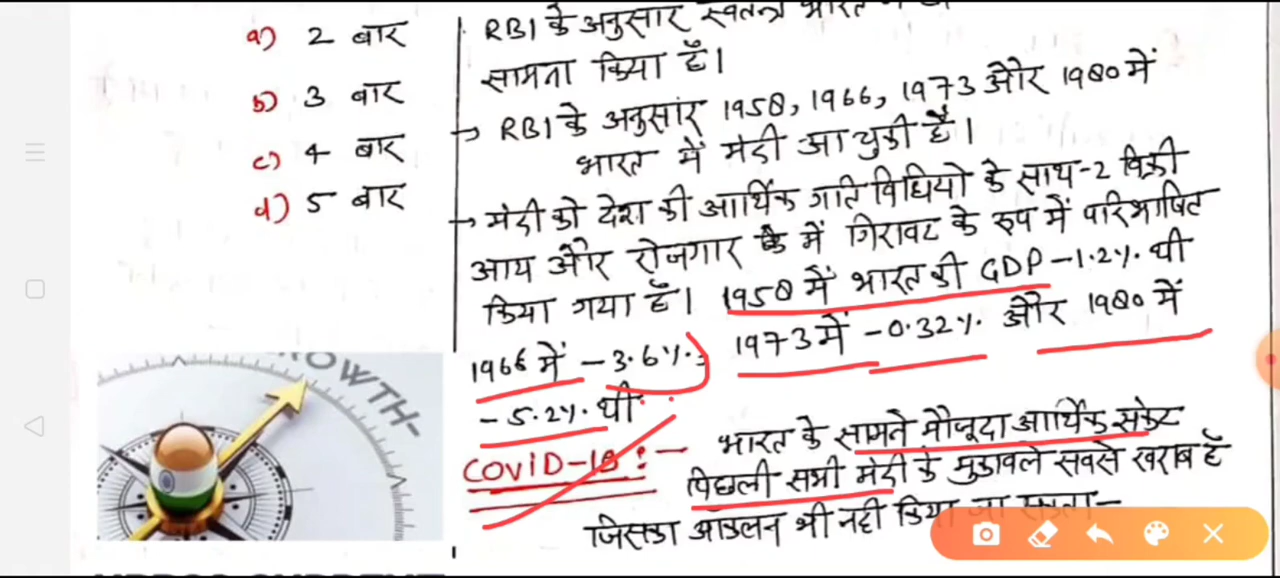 a) 2 बार
b) 3 बार
c) 4 बार
d) 5 बार
RBI के अनुसार स्वतन्त्र भारत
सामना किया है।
→ RBI के अनुसार 1958, 1966, 1973 और 1980 में
भारत में मंदी आ चुकी है।
→ मंदी को देश की आर्थिक गतिविधियो के साथ-2 बिक्री
आय और रोजगार के में गिरावट के रूप में परिभाषित
किया गया है। 1958 में भारत की GDP -1.2%. थी
1966 में -3.6%. 1973 में -0.32%. और 1980 में
-5.2%. थी
COVID-18:- भारत के सामने मौजूदा आर्थिक संकट
पिछली सभी मंदी के मुकाबले सबसे खराब है
जिसका आकलन भी नही किया जा सकता-
GROWTH-